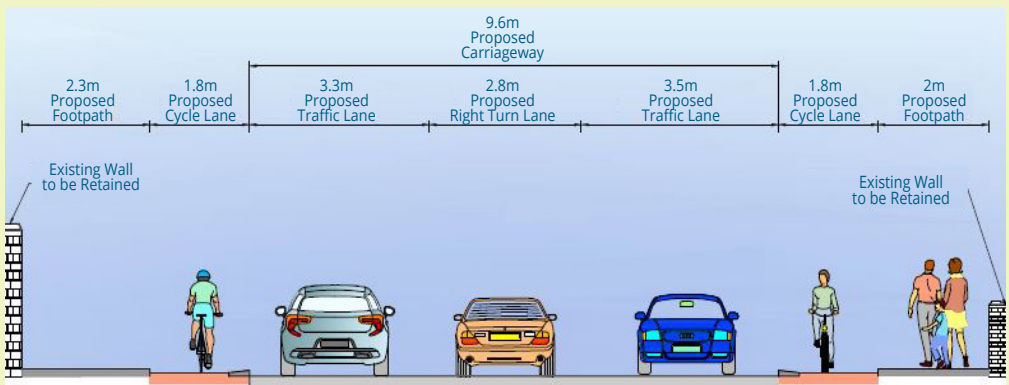 9.6m
Proposed
Carriageway
2.3m
Proposed
Footpath
1.8m
Proposed
Cycle Lane
3.3m
Proposed
Traffic Lane
2.8m
Proposed
Right Turn Lane
3.5m
Proposed
Traffic Lane
1.8m
Proposed
Cycle Lane
2m
Proposed
Footpath
Existing Wall
to be Retained
Existing Wall
to be Retained